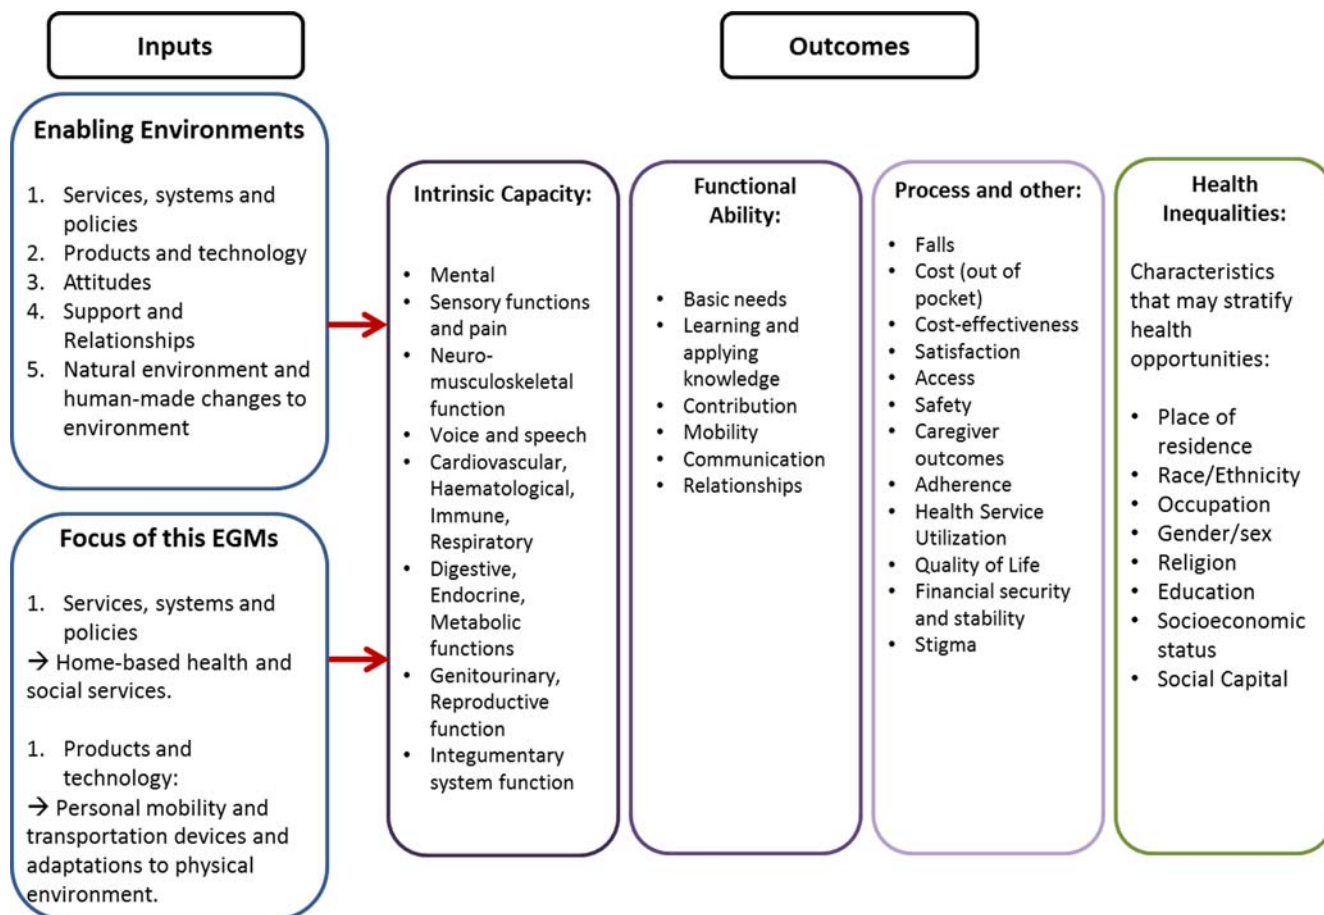 Inputs
Outcomes
Enabling Environments
1. Services, systems and
policies
2. Products and technology
3. Attitudes
4. Support and
Relationships
5. Natural environment and
human-made changes to
environment
Focus of this EGMs
1. Services, systems and
policies
→ Home-based health and
social services.
1. Products and
technology:
→ Personal mobility and
transportation devices and
adaptations to physical
environment.
Intrinsic Capacity:
• Mental
• Sensory functions
and pain
• Neuro-
musculoskeletal
function
• Voice and speech
• Cardiovascular,
Haematological,
Immune,
Respiratory
• Digestive,
Endocrine,
Metabolic
functions
• Genitourinary,
Reproductive
function
• Integumentary
system function
Functional
Ability:
• Basic needs
• Learning and
applying
knowledge
• Contribution
• Mobility
• Communication
• Relationships
Process and other:
• Falls
• Cost (out of
pocket)
• Cost-effectiveness
• Satisfaction
• Access
• Safety
• Caregiver
outcomes
• Adherence
• Health Service
Utilization
• Quality of Life
• Financial security
and stability
• Stigma
Health
Inequalities:
Characteristics
that may stratify
health
opportunities:
• Place of
residence
• Race/Ethnicity
• Occupation
• Gender/sex
• Religion
• Education
• Socioeconomic
status
• Social Capital